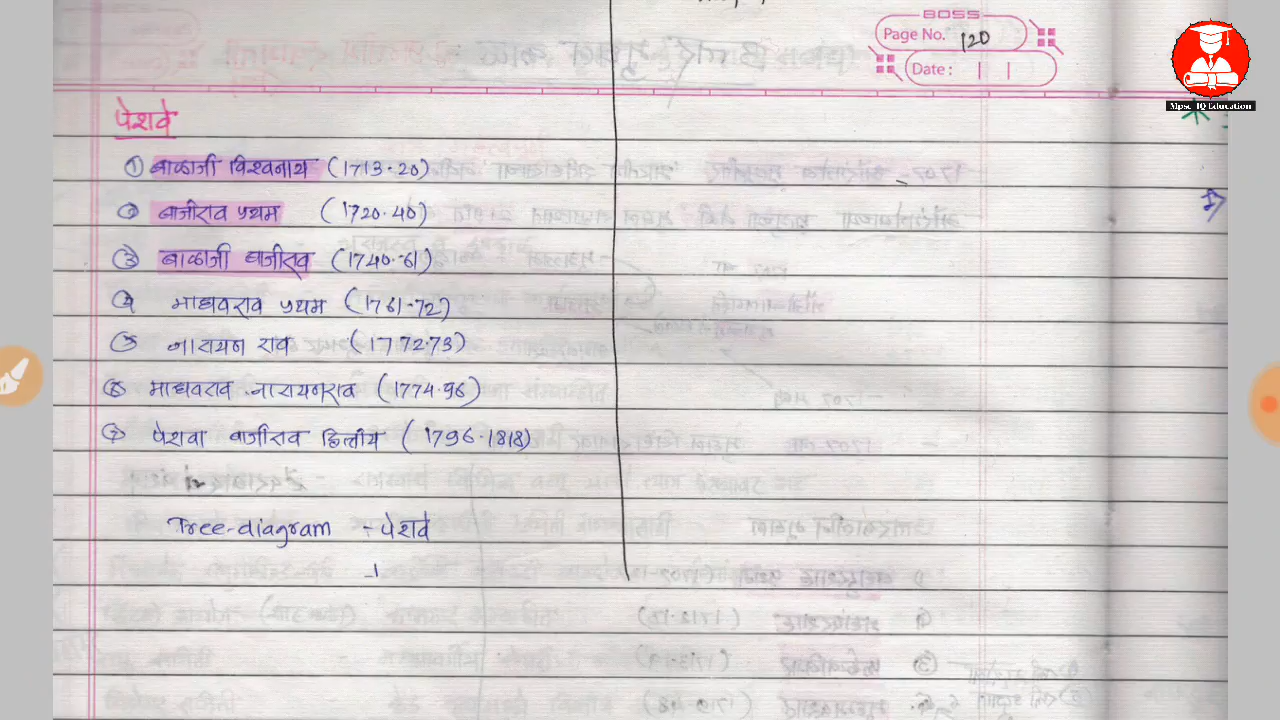 BOSS
Page No. 120
Date :
Mpsc IQ Education
पेशवे
① बाळाजी विश्वनाथ (1713-20)
② बाजीराव प्रथम (1720-40)
③ बाळाजी बाजीराव (1740-61)
४ माधवराव प्रथम (1761-72)
५ नारायण राव (1772-73)
⑥ माधवराव नारायणराव (1774-96)
⑦ पेशवा बाजीराव द्वितीय (1796-1818)
Tree-diagram ÷ पेशवे